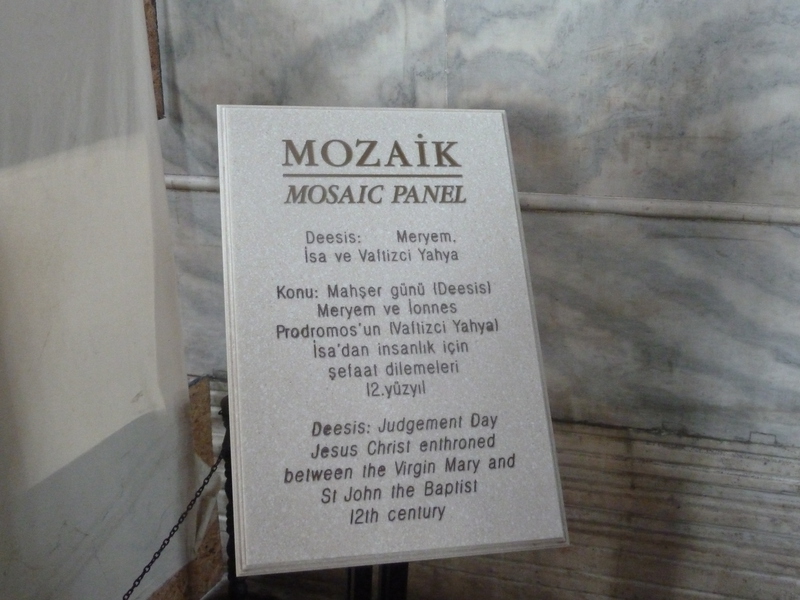 MOZAİK
MOSAIC PANEL
Deesis: Meryem,
İsa ve Vaftizci Yahya
Konu: Mahşer günü (Deesis)
Meryem ve İonnes
Prodromos'un (Vaftizci Yahya)
İsa'dan insanlık için
şefaat dilemeleri
12.yüzyıl
Deesis: Judgement Day
Jesus Christ enthroned
between the Virgin Mary and
St John the Baptist
12th century